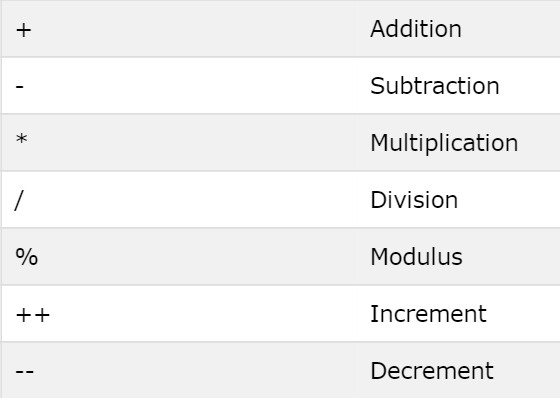 + Addition
- Subtraction
* Multiplication
/ Division
% Modulus
++ Increment
-- Decrement